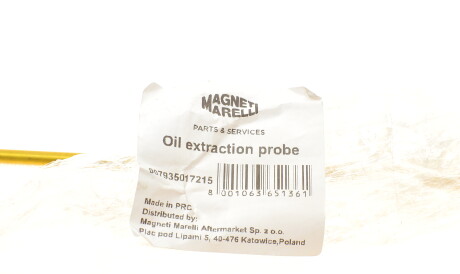 MAGNETI
MARELLI
PARTS & SERVICES
Oil extraction probe
007935017215
8 001063 651361
Made in PRC
Distributed by:
Magneti Marelli Aftermarket Sp. z o.o.
Plac pod Lipami 5, 40-476 Katowice,Poland